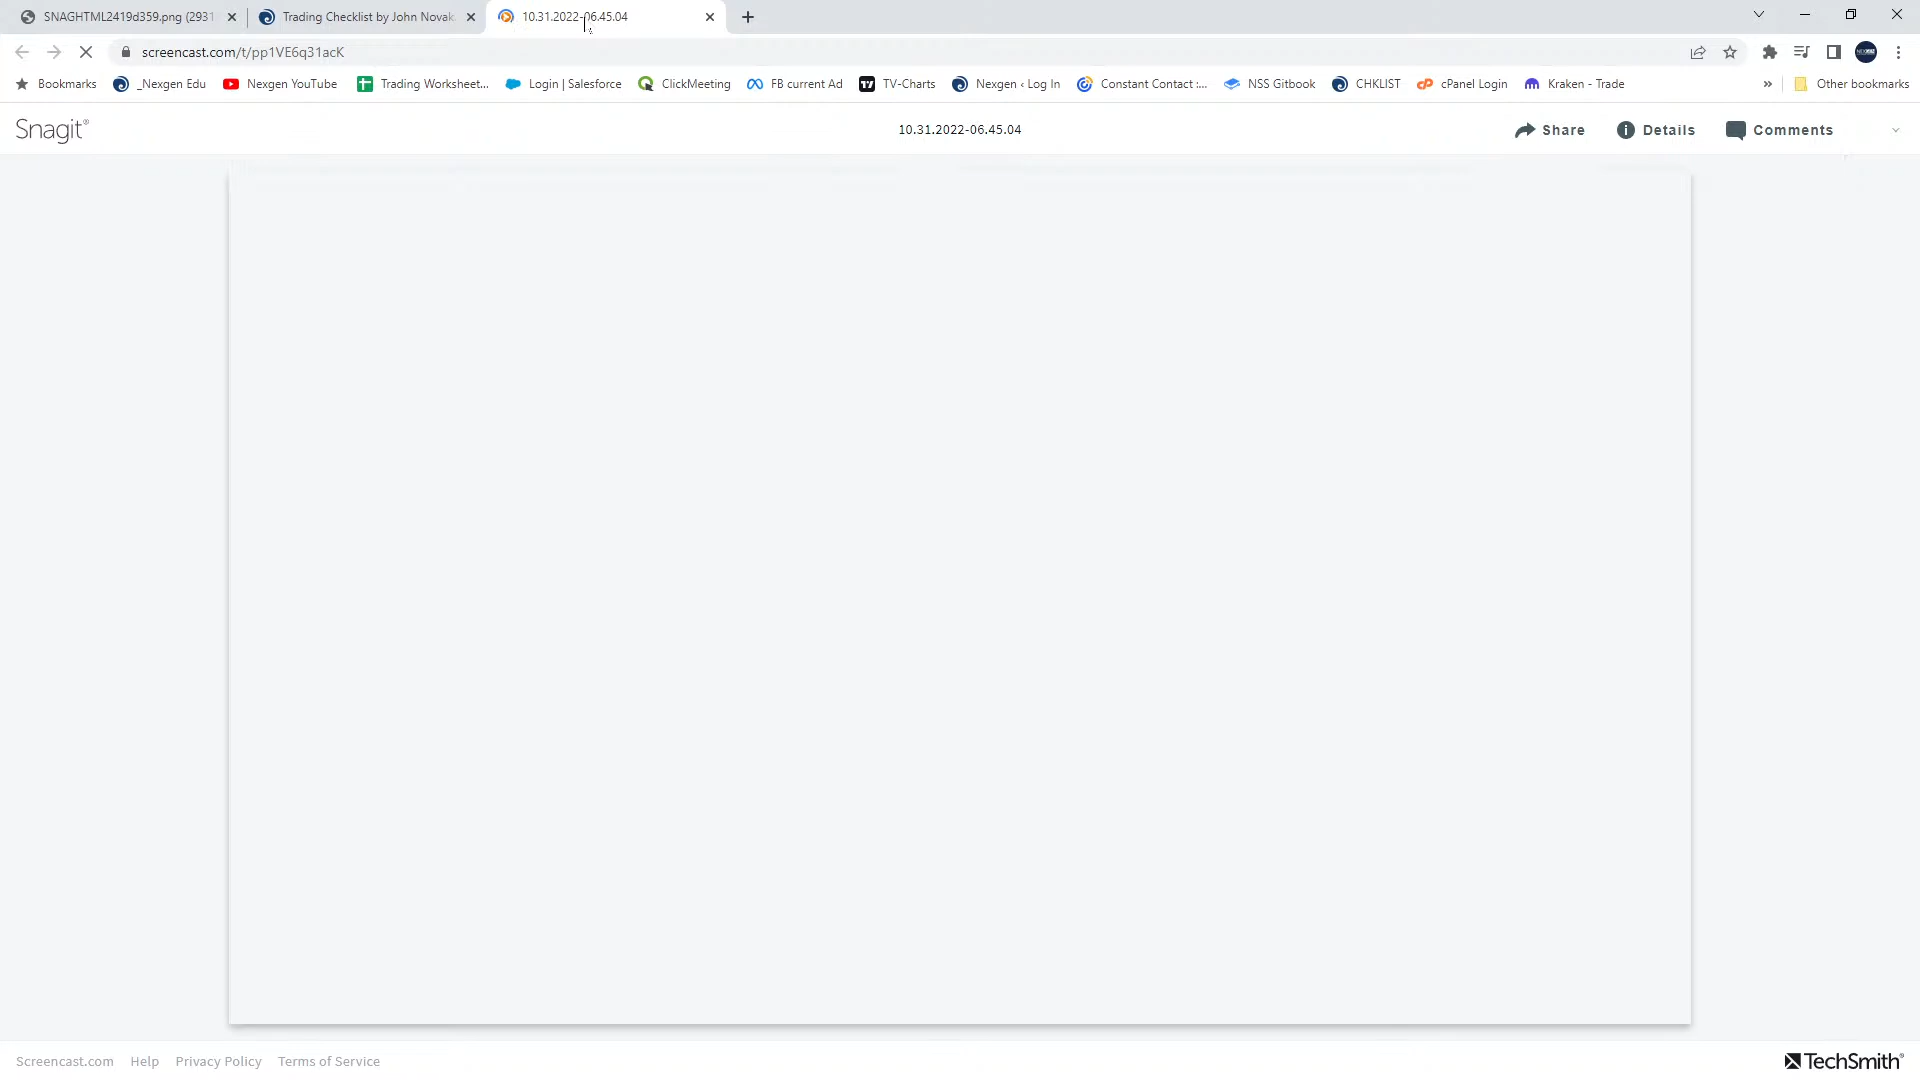 SNAGHTML2419d359.png (2931
Trading Checklist by John Novak
10.31.2022-06.45.04
screencast.com/t/pp1VE6q31acK
Bookmarks
_Nexgen Edu
Nexgen YouTube
Trading Worksheet...
Login | Salesforce
ClickMeeting
FB current Ad
TV-Charts
Nexgen ‹ Log In
Constant Contact :...
NSS Gitbook
CHKLIST
cPanel Login
Kraken - Trade
»
Other bookmarks
Snagit®
10.31.2022-06.45.04
Share
Details
Comments
Screencast.com
Help
Privacy Policy
Terms of Service
TechSmith®